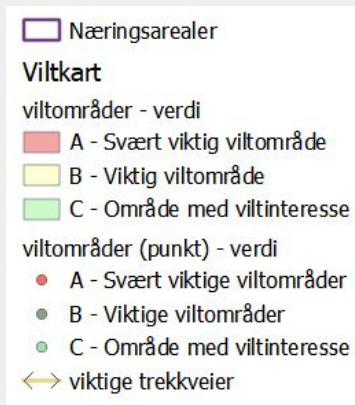 Næringsarealer
Viltkart
viltområder - verdi
A - Svært viktig viltområde
B - Viktig viltområde
C - Område med viltinteresse
viltområder (punkt) - verdi
A - Svært viktige viltområder
B - Viktige viltområder
C - Område med viltinteresse
viktige trekkveier